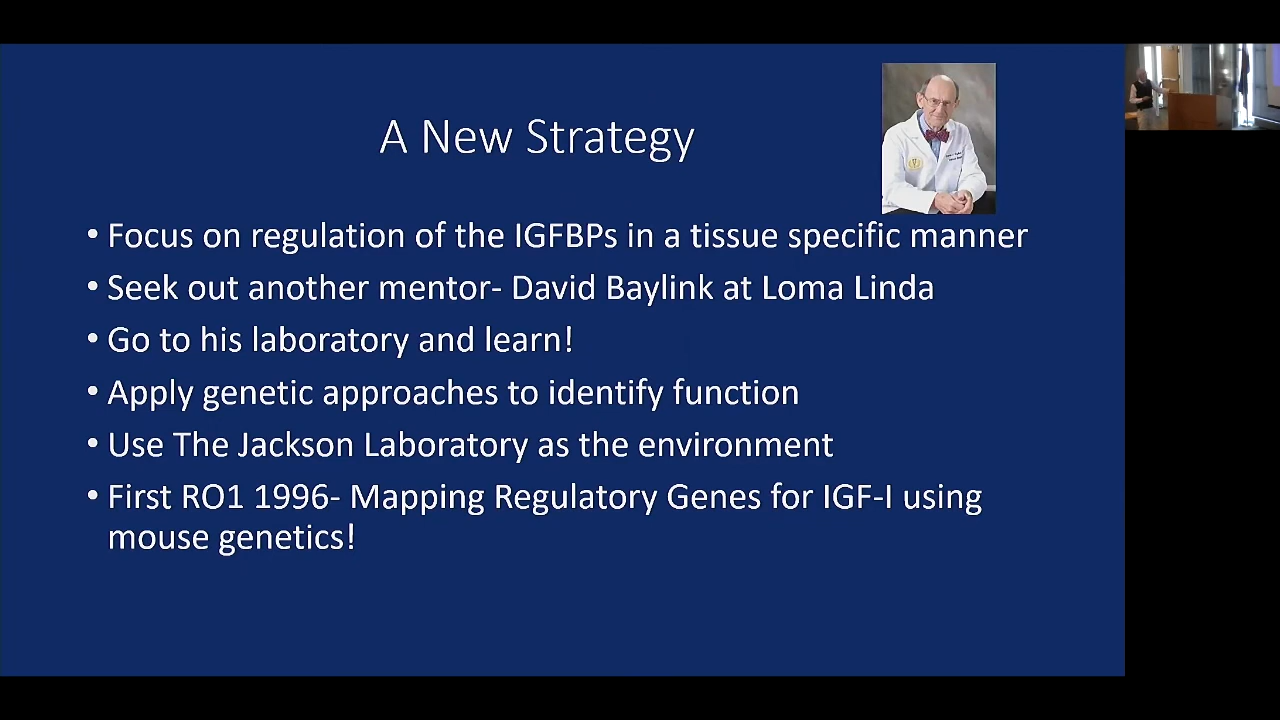 A New Strategy
• Focus on regulation of the IGFBPs in a tissue specific manner
• Seek out another mentor- David Baylink at Loma Linda
• Go to his laboratory and learn!
• Apply genetic approaches to identify function
• Use The Jackson Laboratory as the environment
• First RO1 1996- Mapping Regulatory Genes for IGF-I using
mouse genetics!